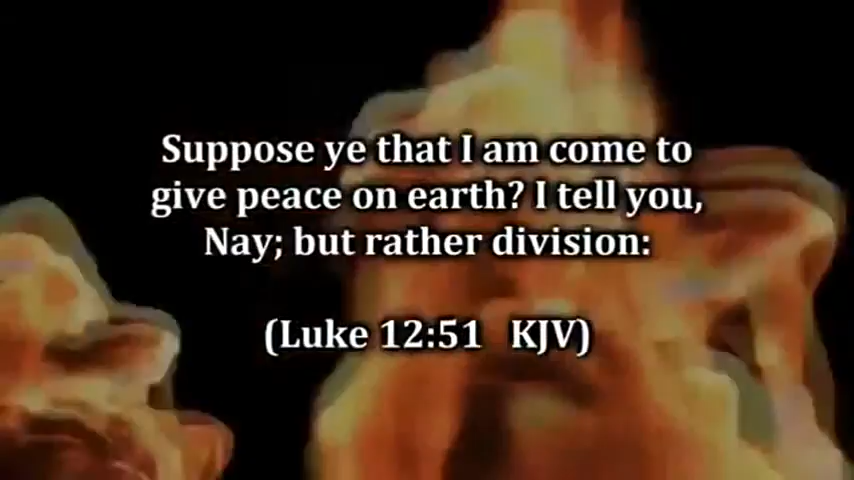 Suppose ye that I am come to
give peace on earth? I tell you,
Nay; but rather division:
(Luke 12:51 KJV)